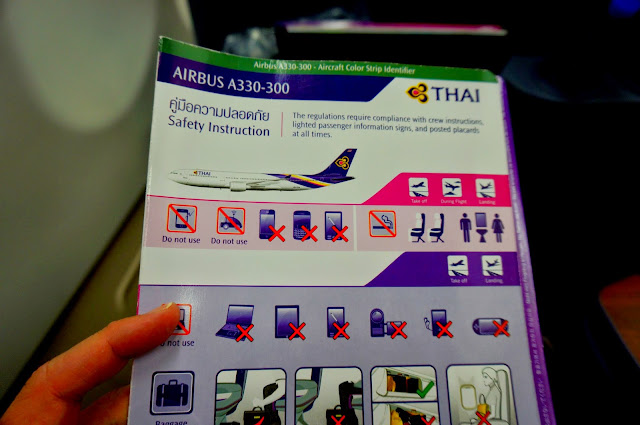 Airbus A330-300 - Aircraft Color Strip Identifier
AIRBUS A330-300
THAI
คู่มือความปลอดภัย
Safety Instruction
The regulations require compliance with crew instructions,
lighted passenger information signs, and posted placards
at all times.
THAI
Take off
During Flight
Landing
Do not use
Do not use
Take off
Landing
not use
Baggage